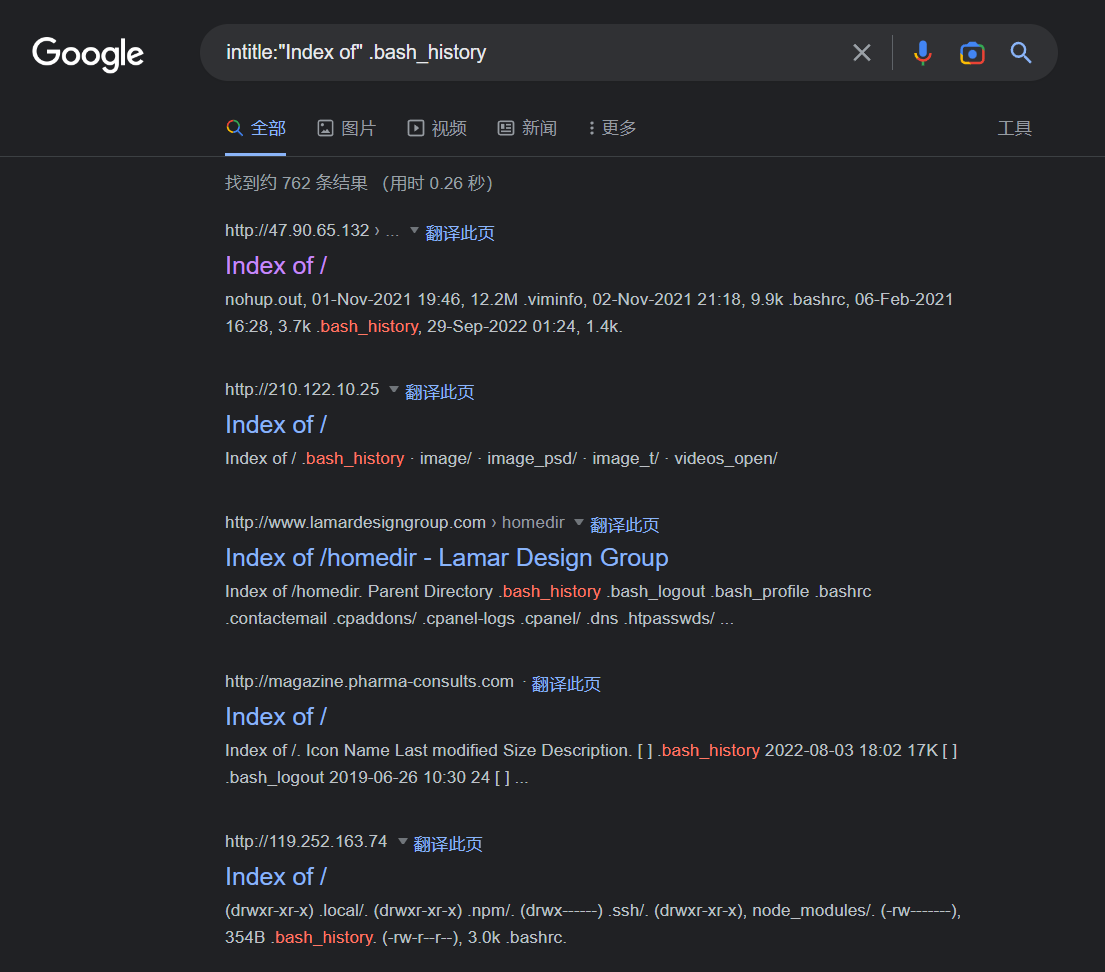 Google
intitle:"Index of" .bash_history
全部 图片 视频 新闻 更多 工具
找到约 762 条结果 （用时 0.26 秒）
http://47.90.65.132 › ... 翻译此页
Index of /
nohup.out, 01-Nov-2021 19:46, 12.2M .viminfo, 02-Nov-2021 21:18, 9.9k .bashrc, 06-Feb-2021
16:28, 3.7k .bash_history, 29-Sep-2022 01:24, 1.4k.
http://210.122.10.25 翻译此页
Index of /
Index of / .bash_history · image/ · image_psd/ · image_t/ · videos_open/
http://www.lamardesigngroup.com › homedir 翻译此页
Index of /homedir - Lamar Design Group
Index of /homedir. Parent Directory .bash_history .bash_logout .bash_profile .bashrc
.contactemail .cpaddons/ .cpanel-logs .cpanel/ .dns .htpasswds/ ...
http://magazine.pharma-consults.com · 翻译此页
Index of /
Index of /. Icon Name Last modified Size Description. [ ] .bash_history 2022-08-03 18:02 17K [ ]
.bash_logout 2019-06-26 10:30 24 [ ] ...
http://119.252.163.74 翻译此页
Index of /
(drwxr-xr-x) .local/. (drwxr-xr-x) .npm/. (drwx------) .ssh/. (drwxr-xr-x), node_modules/. (-rw-------),
354B .bash_history. (-rw-r--r--), 3.0k .bashrc.